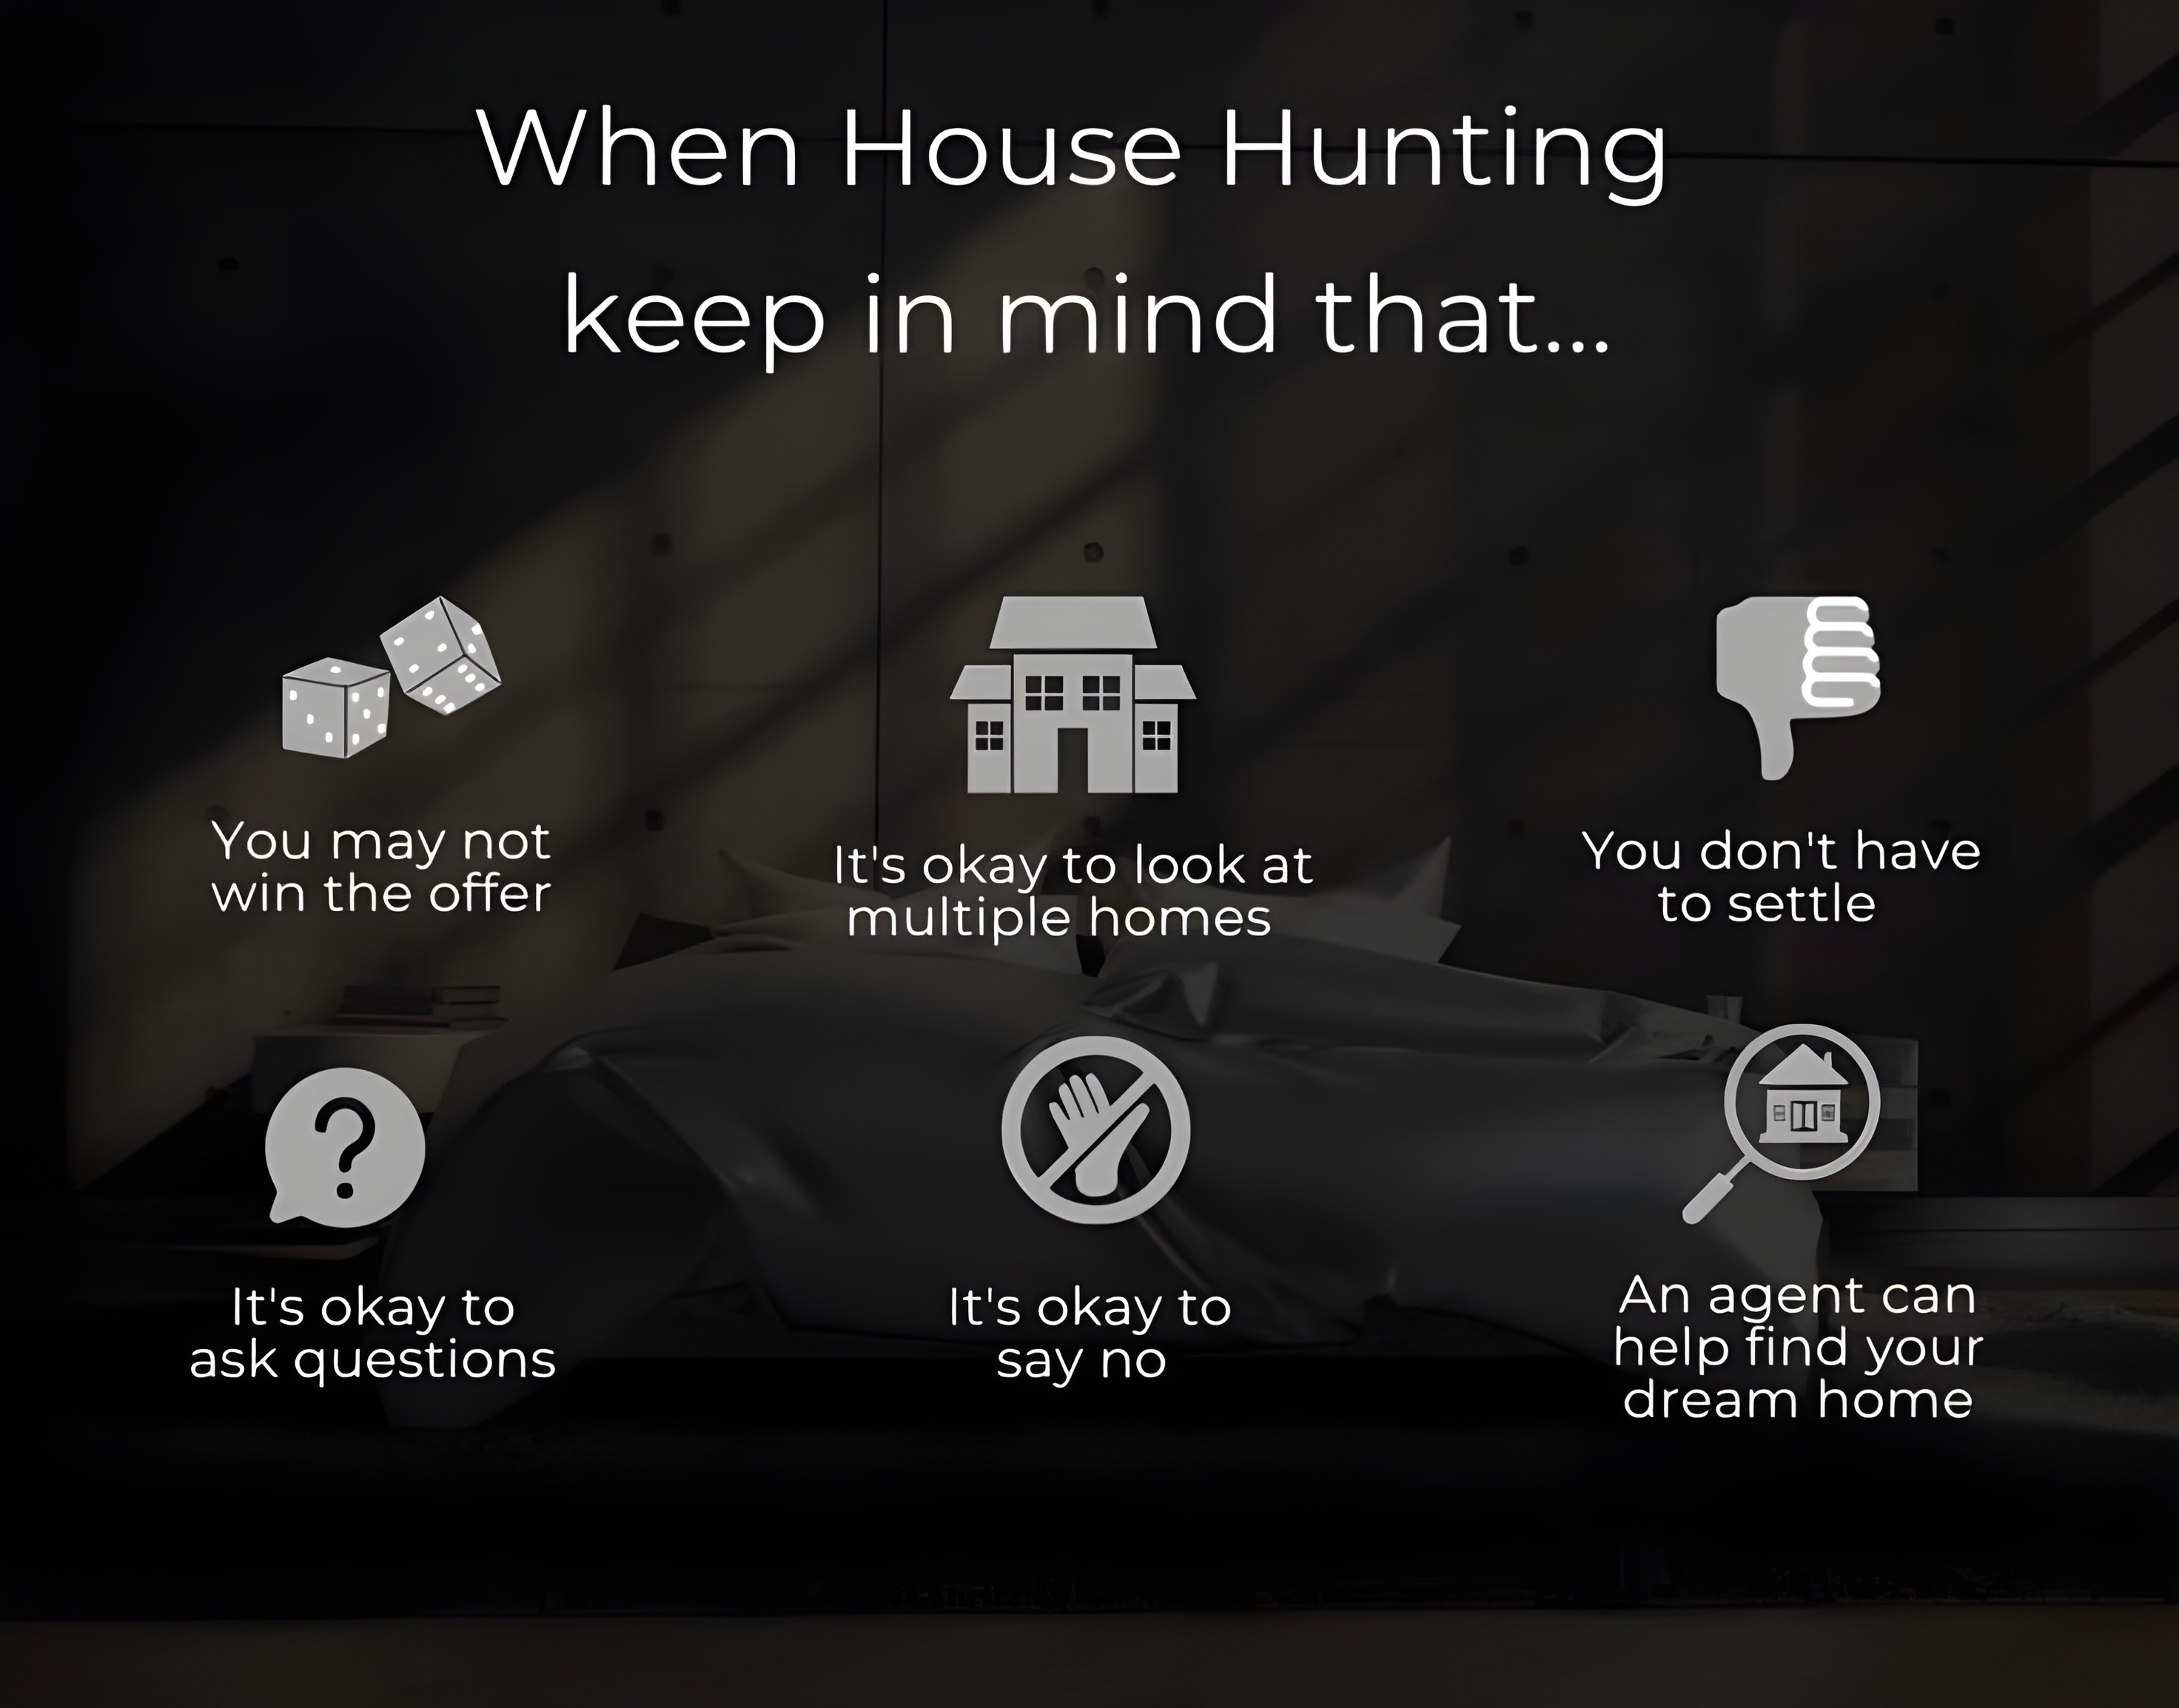 When House Hunting
keep in mind that...
You may not
win the offer
It's okay to look at
multiple homes
You don't have
to settle
It's okay to
ask questions
It's okay to
say no
An agent can
help find your
dream home